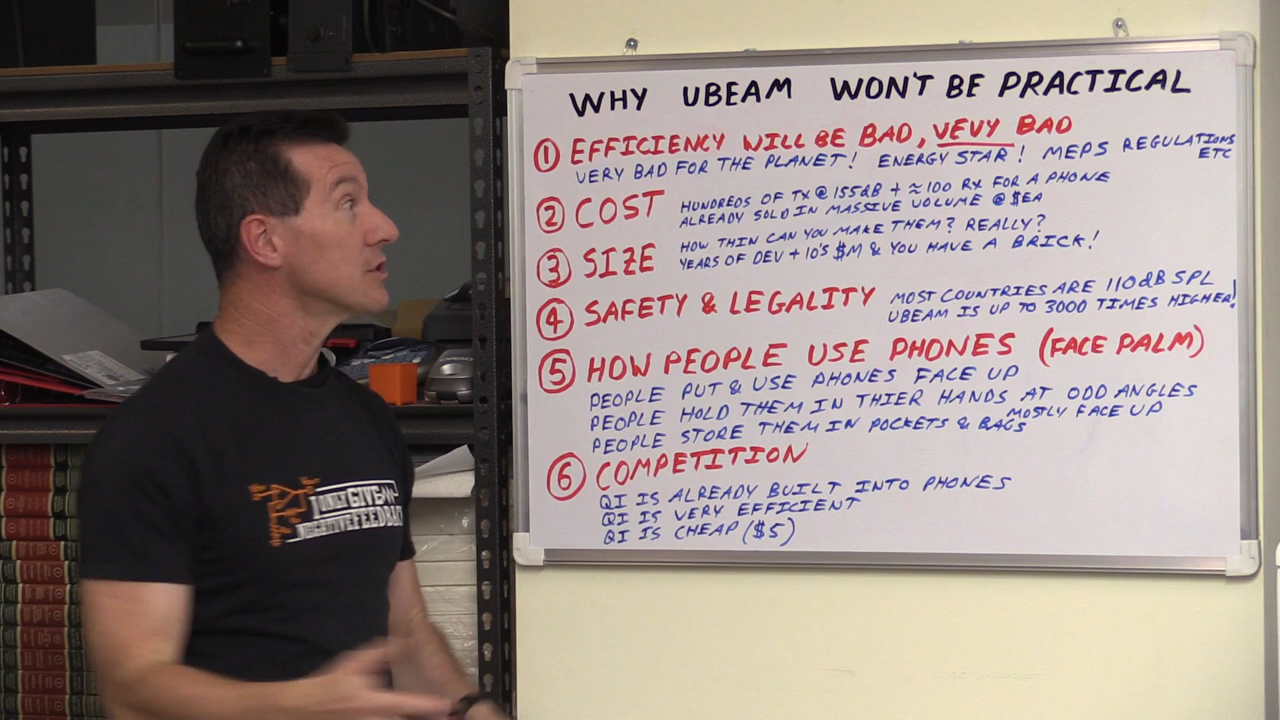 WHY UBEAM WON'T BE PRACTICAL
① EFFICIENCY WILL BE BAD, VEVY BAD
VERY BAD FOR THE PLANET! ENERGY STAR! MEPS REGULATIONS
ETC
② COST
HUNDREDS OF TX @ 155dB + ≈100 RX FOR A PHONE
ALREADY SOLD IN MASSIVE VOLUME @ $EA
③ SIZE
HOW THIN CAN YOU MAKE THEM? REALLY?
YEARS OF DEV + 10'S $M & YOU HAVE A BRICK!
④ SAFETY & LEGALITY
MOST COUNTRIES ARE 110dB SPL
UBEAM IS UP TO 3000 TIMES HIGHER!
⑤ HOW PEOPLE USE PHONES (FACE PALM)
PEOPLE PUT & USE PHONES FACE UP
PEOPLE HOLD THEM IN THIER HANDS AT ODD ANGLES
MOSTLY FACE UP
PEOPLE STORE THEM IN POCKETS & BAGS
⑥ COMPETITION
QI IS ALREADY BUILT INTO PHONES
QI IS VERY EFFICIENT
QI IS CHEAP ($5)
I ONLY GIVE
NEGATIVE FEEDBACK